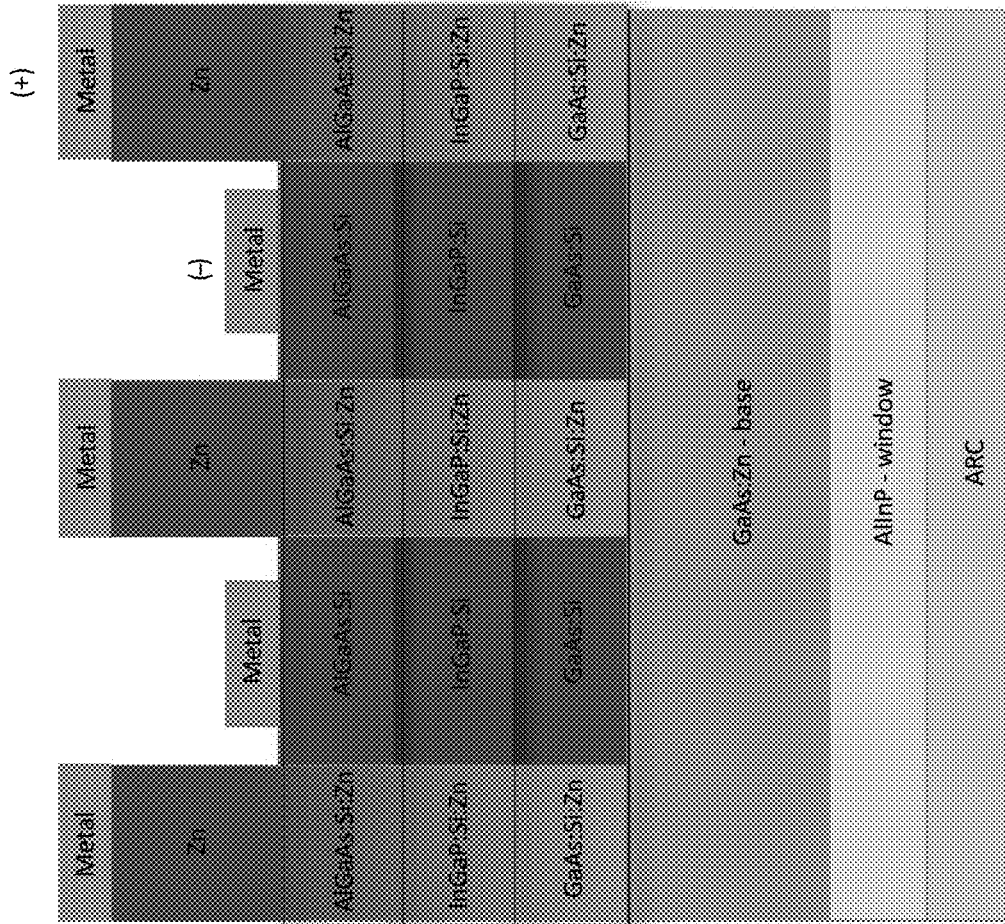 (+)
Metal Metal Metal
Zn Zn (-) Zn
Metal Metal
AlGaAs:Si:Zn AlGaAs:Si AlGaAs:Si:Zn AlGaAs:Si AlGaAs:Si:Zn
InGaP:Si:Zn InGaP:Si InGaP:Si:Zn InGaP:Si InGaP:Si:Zn
GaAs:Si:Zn GaAs:Si GaAs:Si:Zn GaAs:Si GaAs:Si:Zn
GaAs:Zn - base
AlInP - window
ARC